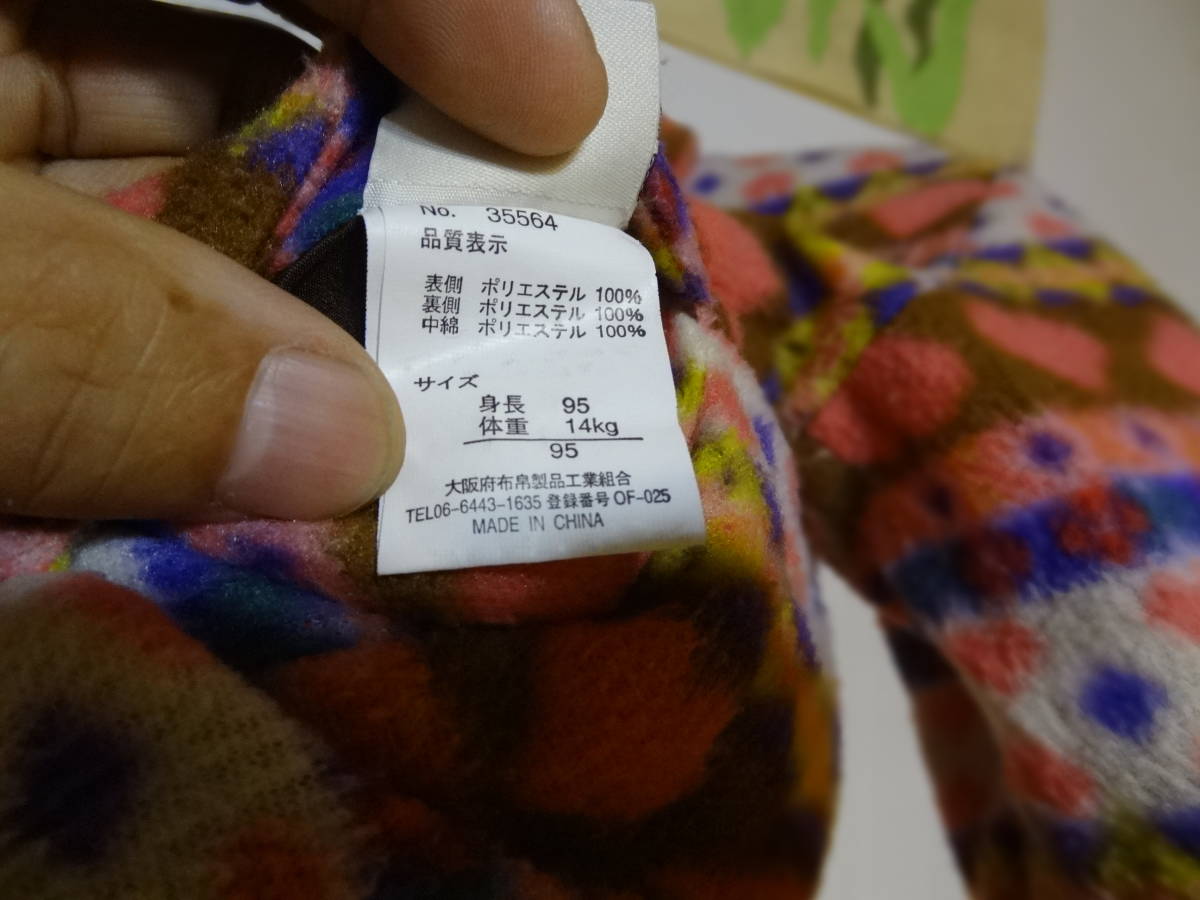 No. 35564
品質表示
表側 ポリエステル 100%
裏側 ポリエステル 100%
中綿 ポリエステル 100%
サイズ
身長 95
体重 14kg
95
大阪府布帛製品工業組合
TEL06-6443-1635 登録番号 OF-025
MADE IN CHINA